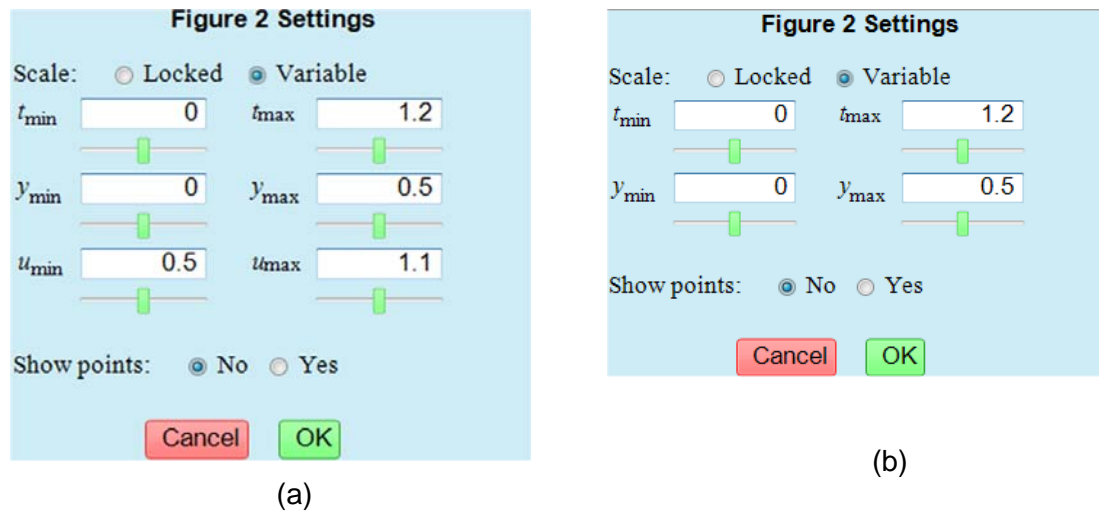 Figure 2 Settings
Scale: Locked Variable
tmin 0 tmax 1.2
ymin 0 ymax 0.5
umin 0.5 umax 1.1
Show points: No Yes
Cancel OK
(a)
Figure 2 Settings
Scale: Locked Variable
tmin 0 tmax 1.2
ymin 0 ymax 0.5
Show points: No Yes
Cancel OK
(b)